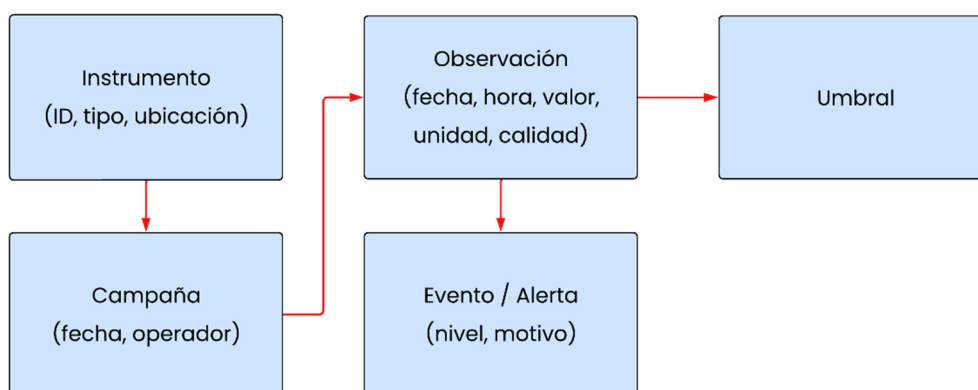 Instrumento
(ID, tipo, ubicación)
Campaña
(fecha, operador)
Observación
(fecha, hora, valor,
unidad, calidad)
Evento / Alerta
(nivel, motivo)
Umbral